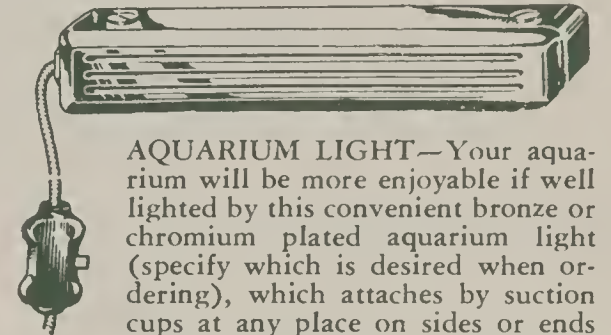 AQUARIUM LIGHT—Your aqua-
rium will be more enjoyable if well
lighted by this convenient bronze or
chromium plated aquarium light
(specify which is desired when or-
dering), which attaches by suction
cups at any place on sides or ends